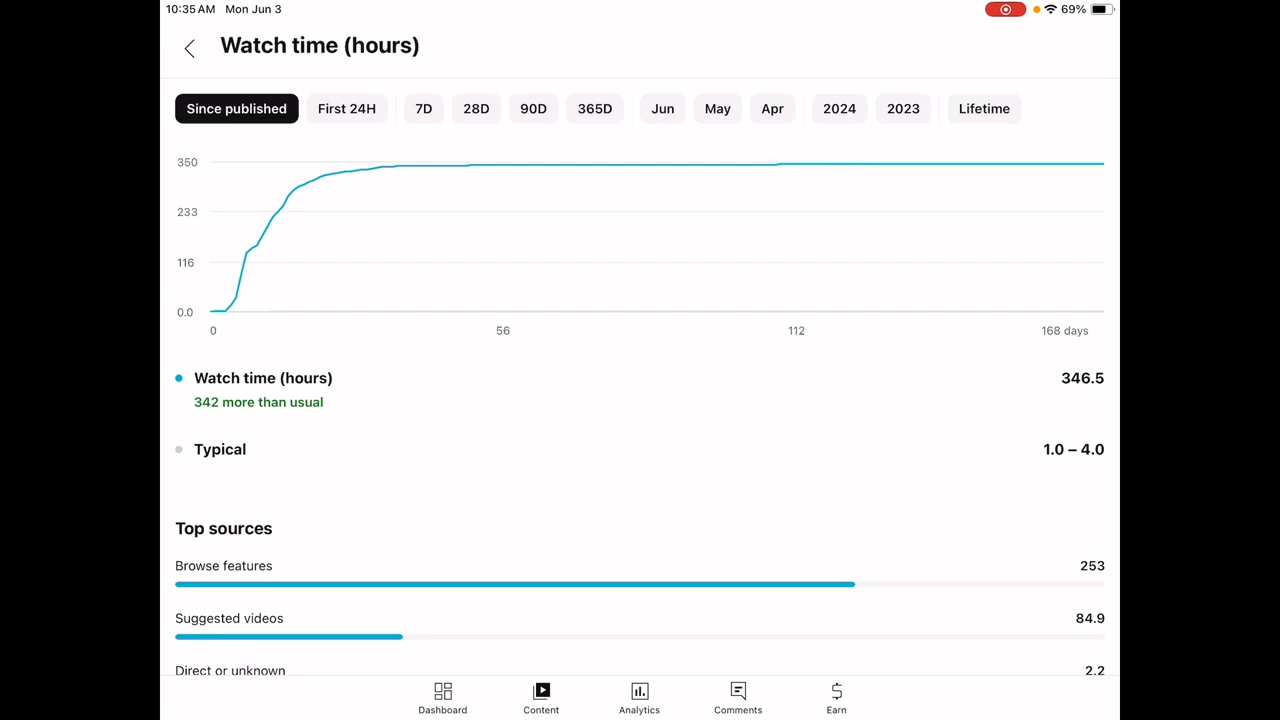 10:35 AM Mon Jun 3 69%
Watch time (hours)
Since published First 24H 7D 28D 90D 365D Jun May Apr 2024 2023 Lifetime
350
233
116
0.0
0 56 112 168 days
Watch time (hours) 346.5
342 more than usual
Typical 1.0 – 4.0
Top sources
Browse features 253
Suggested videos 84.9
Direct or unknown 2.2
Dashboard Content Analytics Comments Earn